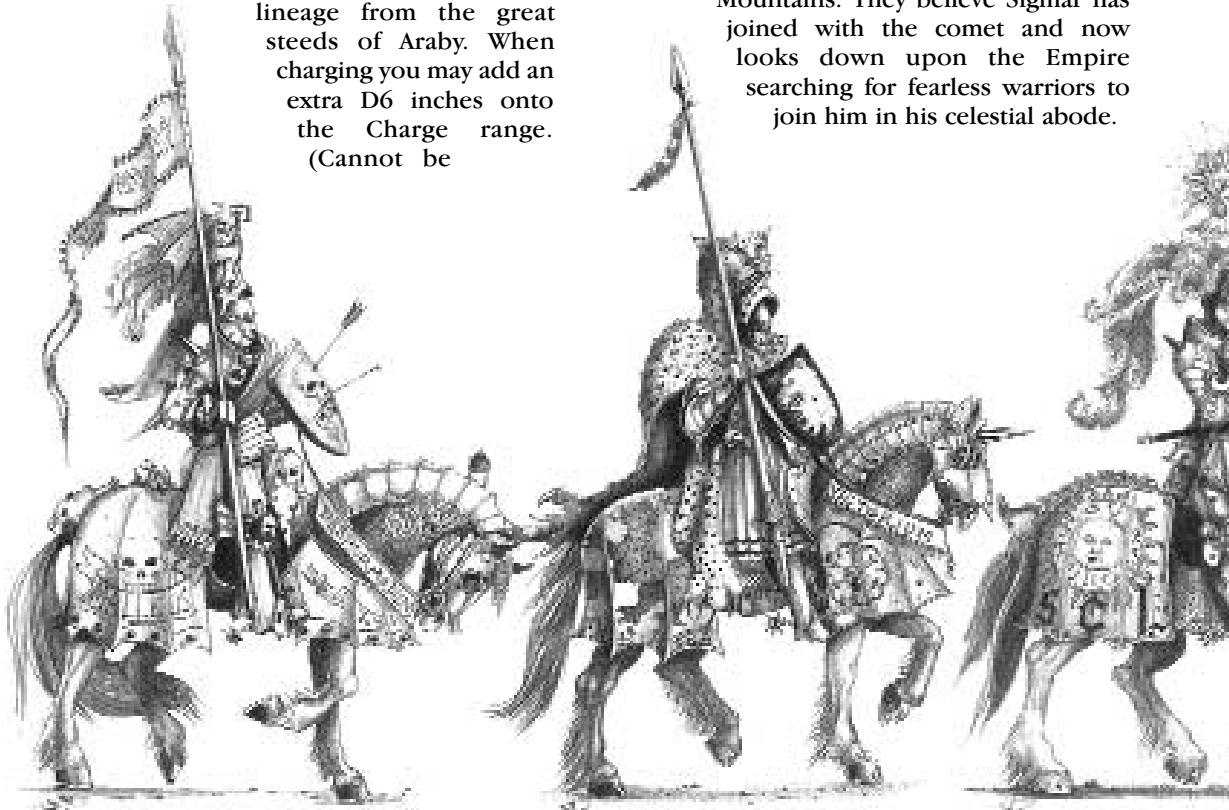 lineage from the great
steeds of Araby. When
charging you may add an
extra D6 inches onto
the Charge range.
(Cannot be
Mountains. They believe Sigmar has
joined with the comet and now
looks down upon the Empire
searching for fearless warriors to
join him in his celestial abode.
S C I